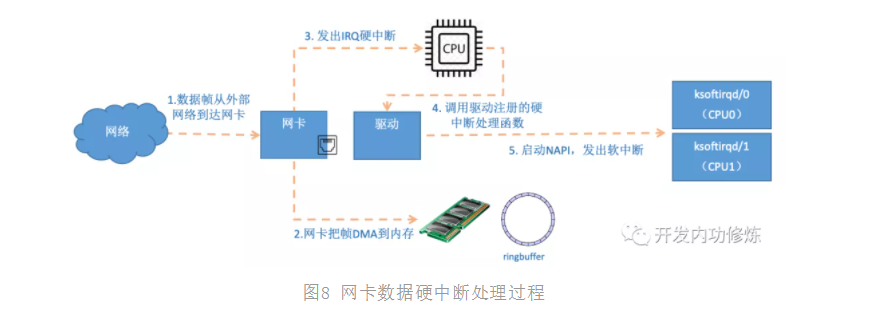 3. 发出IRQ硬中断
CPU
1.数据帧从外部
网络到达网卡
网络
网卡
驱动
4. 调用驱动注册的硬
中断处理函数
5. 启动NAPI，发出软中断
ksoftirqd/0
（CPU0）
ksoftirqd/1
（CPU1）
2.网卡把帧DMA到内存
ringbuffer
开发内功修炼
图8 网卡数据硬中断处理过程